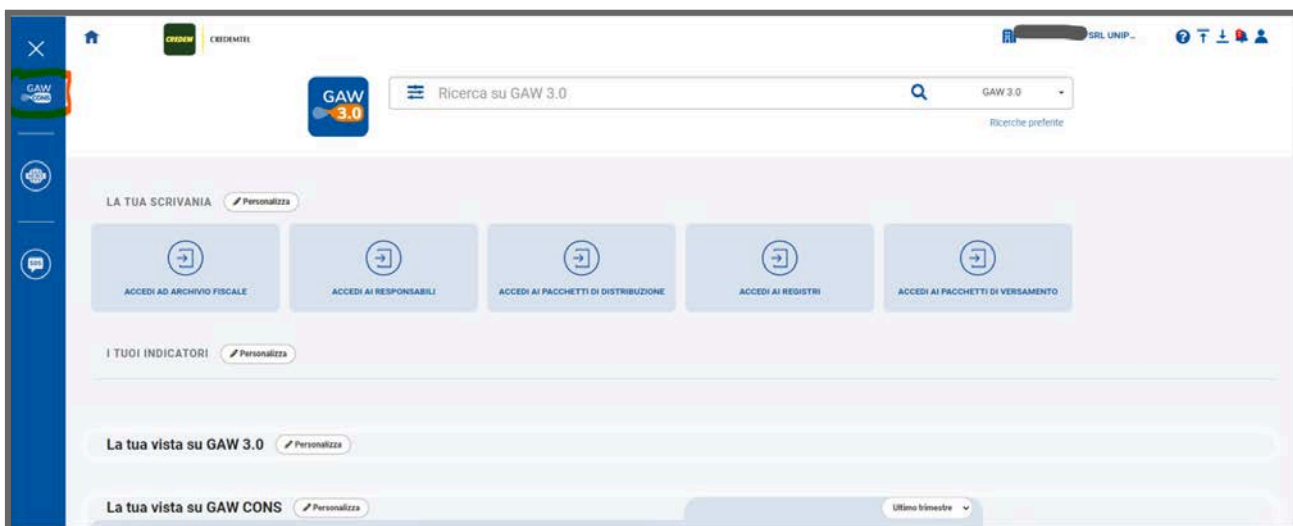 CREDEM CREDEMTEL SRL UNIP...
GAW CONS
GAW 3.0 Ricerca su GAW 3.0 GAW 3.0
Ricerche preferite
LA TUA SCRIVANIA Personalizza
ACCEDI AD ARCHIVIO FISCALE ACCEDI AI RESPONSABILI ACCEDI AI PACCHETTI DI DISTRIBUZIONE ACCEDI AI REGISTRI ACCEDI AI PACCHETTI DI VERSAMENTO
SOS
I TUOI INDICATORI Personalizza
La tua vista su GAW 3.0 Personalizza
La tua vista su GAW CONS Personalizza Ultimo trimestre